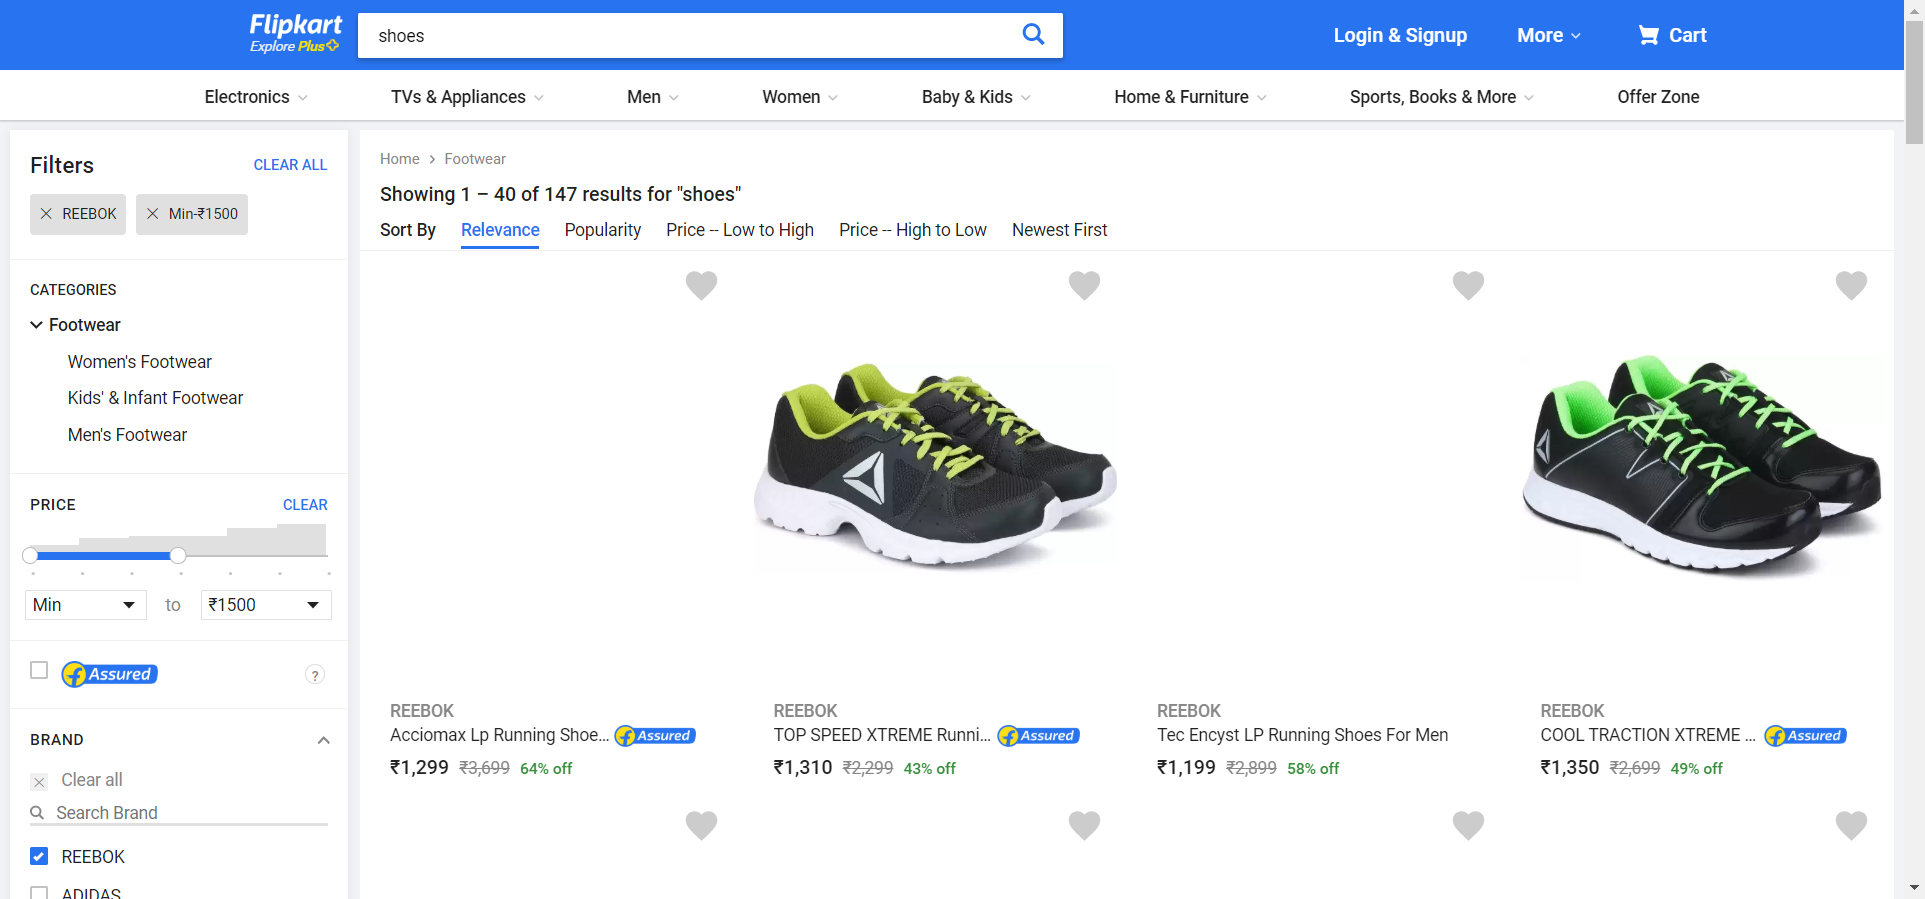 Flipkart
Explore Plus
shoes
Login & Signup
More
Cart
Electronics
TVs & Appliances
Men
Women
Baby & Kids
Home & Furniture
Sports, Books & More
Offer Zone
Filters
CLEAR ALL
REEBOK
Min-₹1500
CATEGORIES
Footwear
Women's Footwear
Kids' & Infant Footwear
Men's Footwear
PRICE
CLEAR
Min
to
₹1500
Assured
?
BRAND
Clear all
Search Brand
REEBOK
ADIDAS
Home
Footwear
Showing 1 – 40 of 147 results for "shoes"
Sort By
Relevance
Popularity
Price -- Low to High
Price -- High to Low
Newest First
REEBOK
Acciomax Lp Running Shoe...
Assured
₹1,299 ₹3,699 64% off
REEBOK
TOP SPEED XTREME Runni...
Assured
₹1,310 ₹2,299 43% off
REEBOK
Tec Encyst LP Running Shoes For Men
₹1,199 ₹2,899 58% off
REEBOK
COOL TRACTION XTREME ...
Assured
₹1,350 ₹2,699 49% off